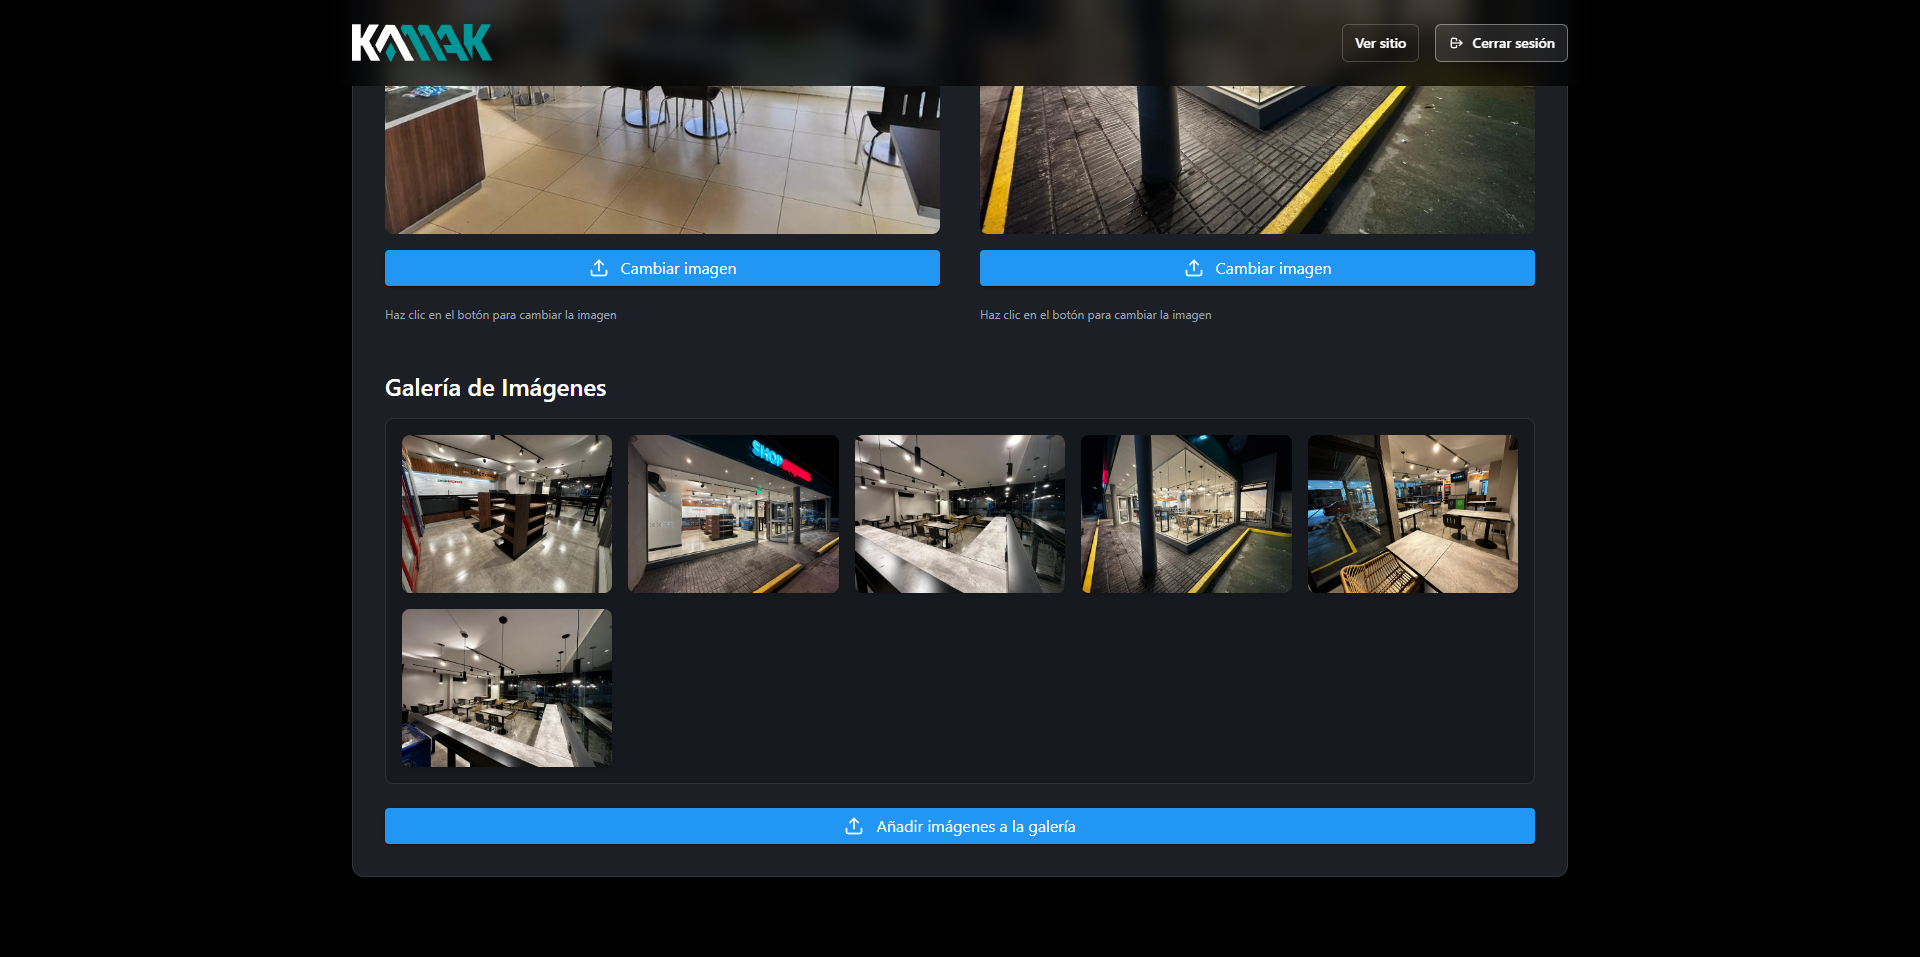 KAMAK
Ver sitio
Cerrar sesión
Cambiar imagen
Cambiar imagen
Haz clic en el botón para cambiar la imagen
Haz clic en el botón para cambiar la imagen
Galería de Imágenes
SHOP
Añadir imágenes a la galería